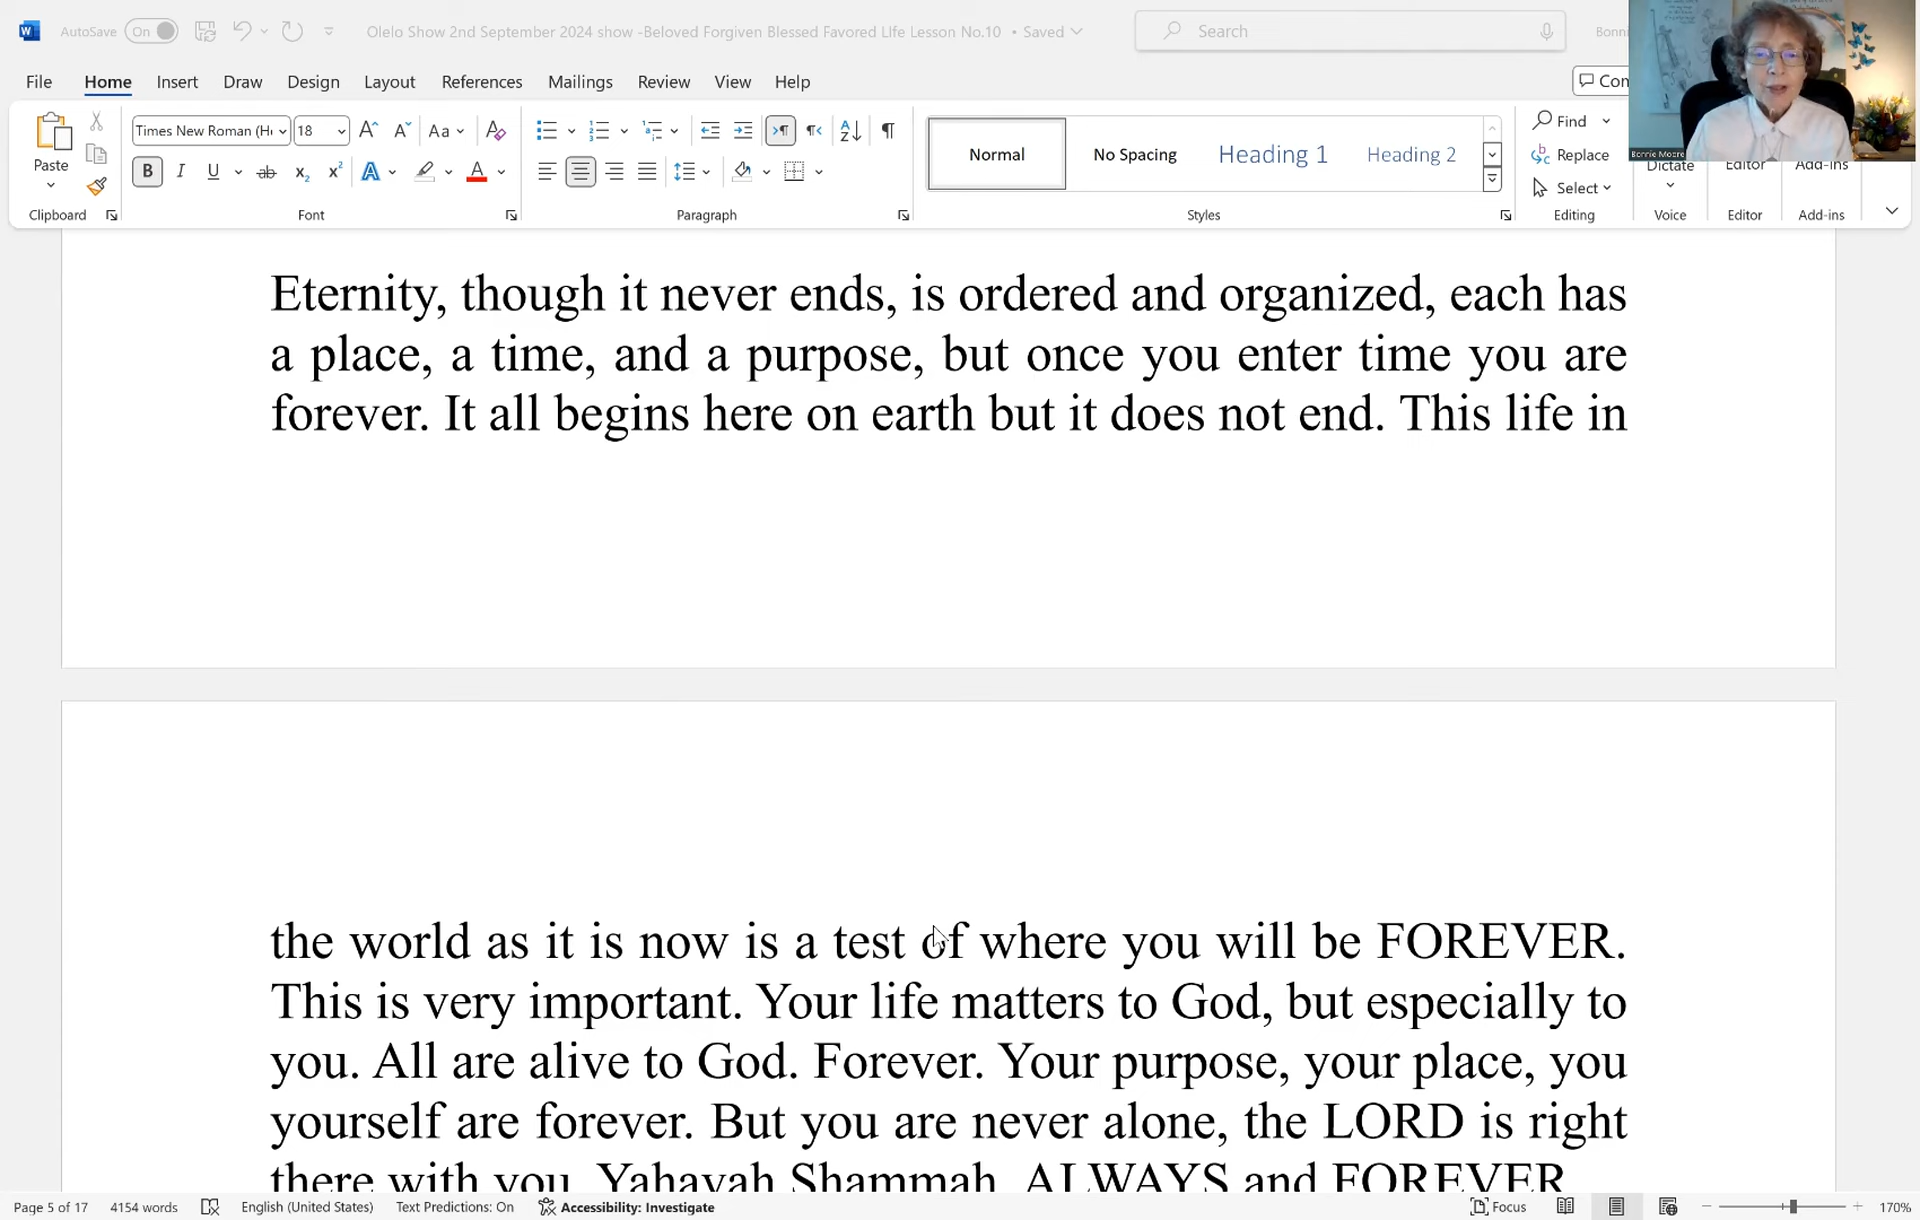 AutoSave On Olelo Show 2nd September 2024 show -Beloved Forgiven Blessed Favored LIfe Lesson No.10 • Saved Search Bonni
File Home Insert Draw Design Layout References Mailings Review View Help Con
Times New Roman (H 18 Aa
Normal No Spacing Heading 1 Heading 2
Find
Replace
Select
Paste
Dictate Editor Add-ins
Clipboard Font Paragraph Styles Editing Voice Editor Add-ins
Bonnie Moore
Eternity, though it never ends, is ordered and organized, each has
a place, a time, and a purpose, but once you enter time you are
forever. It all begins here on earth but it does not end. This life in
the world as it is now is a test of where you will be FOREVER.
This is very important. Your life matters to God, but especially to
you. All are alive to God. Forever. Your purpose, your place, you
yourself are forever. But you are never alone, the LORD is right
there with you Yahavah Shammah ALWAYS and FOREVER
Page 5 of 17 4154 words English (United States) Text Predictions: On Accessibility: Investigate Focus 170%